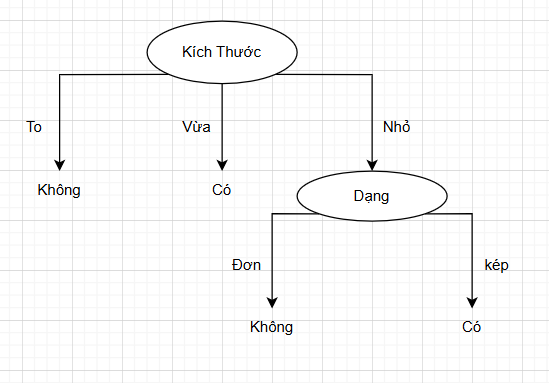 Kích Thước
To
Vừa
Nhỏ
Không
Có
Dạng
Đơn
kép
Không
Có